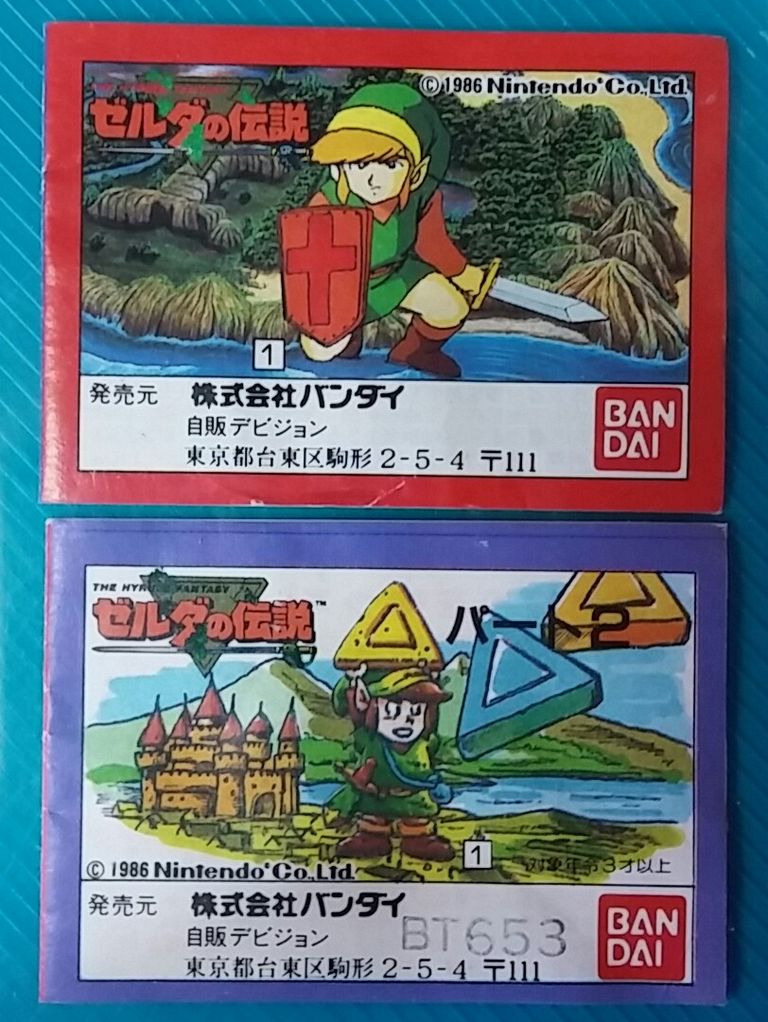 © 1986 Nintendo® Co., Ltd.
THE HYRULE FANTASY
ゼルダの伝説
1
発売元 株式会社バンダイ
自販デビジョン
東京都台東区駒形2-5-4 〒111
BAN
DAI
THE HYRULE FANTASY
ゼルダの伝説™
パート2
1
対象年令3才以上
© 1986 Nintendo® Co., Ltd.
発売元 株式会社バンダイ
自販デビジョン
BT653
東京都台東区駒形2-5-4 〒111
BAN
DAI